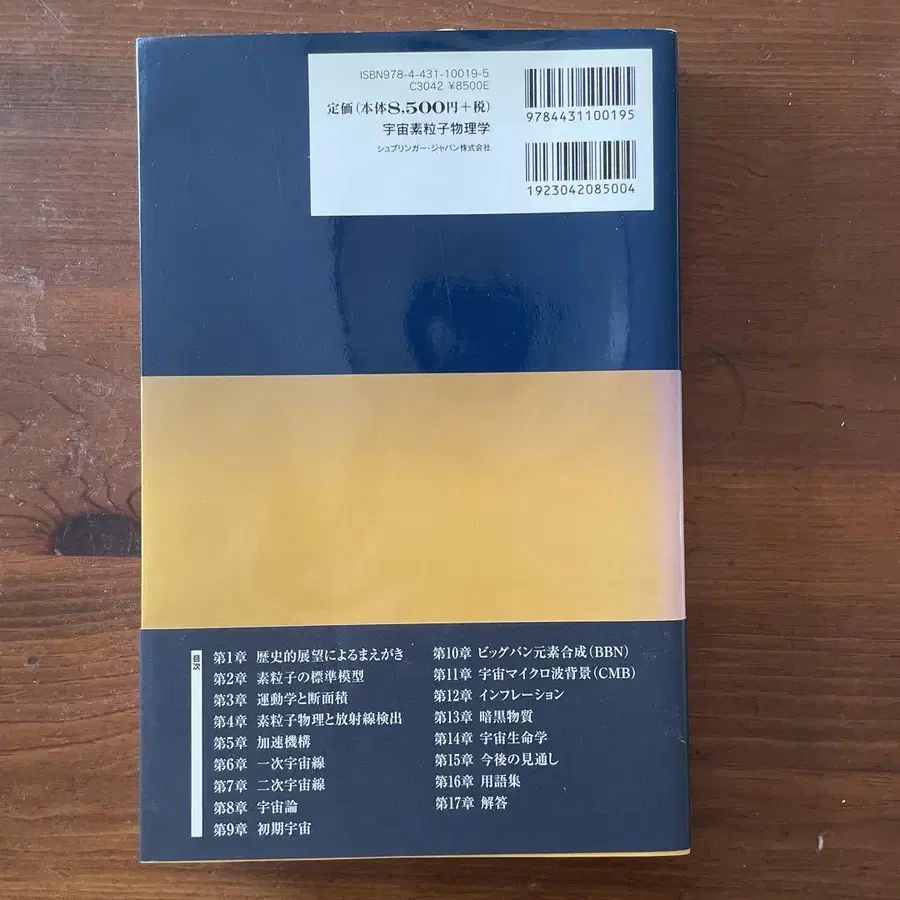 ISBN978-4-431-10019-5
C3042 ¥8500E
定価(本体8,500円+税)
宇宙素粒子物理学
シュプリンガー・ジャパン株式会社
9784431100195
1923042085004
目次
第1章 歴史的展望によるまえがき
第2章 素粒子の標準模型
第3章 運動学と断面積
第4章 素粒子物理と放射線検出
第5章 加速機構
第6章 一次宇宙線
第7章 二次宇宙線
第8章 宇宙論
第9章 初期宇宙
第10章 ビッグバン元素合成(BBN)
第11章 宇宙マイクロ波背景(CMB)
第12章 インフレーション
第13章 暗黒物質
第14章 宇宙生命学
第15章 今後の見通し
第16章 用語集
第17章 解答